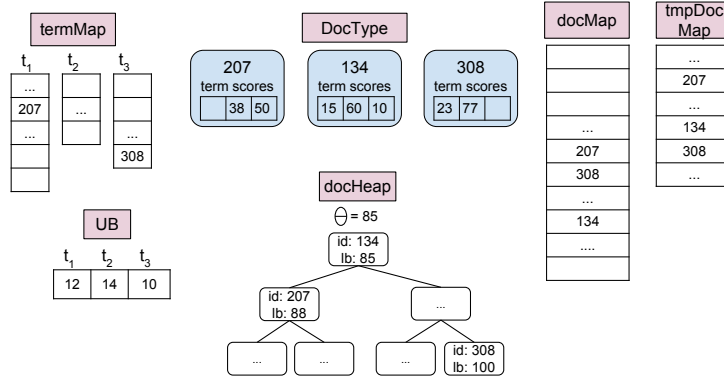 termMap
t1 t2 t3
...
207
...
...
...
308
DocType
207
term scores
38 50
134
term scores
15 60 10
308
term scores
23 77
docMap
...
207
308
...
134
....
tmpDoc
Map
...
207
...
134
308
...
UB
t1 t2 t3
12 14 10
docHeap
Θ = 85
id: 134
lb: 85
id: 207
lb: 88
...
...
...
...
id: 308
lb: 100